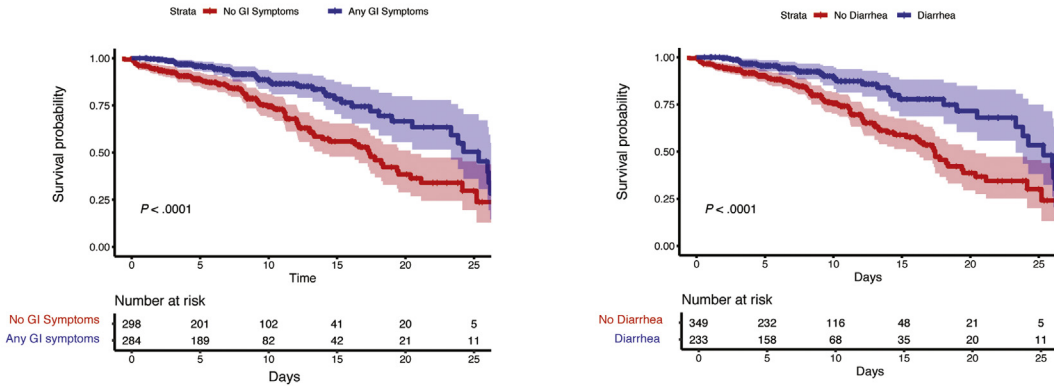 Strata No GI Symptoms Any GI Symptoms
1.00
0.75
0.50
0.25
0.00
Survival probability
P < .0001
0 5 10 15 20 25
Time
Number at risk
No GI Symptoms 298 201 102 41 20 5
Any GI symptoms 284 189 82 42 21 11
0 5 10 15 20 25
Days
Strata No Diarrhea Diarrhea
1.00
0.75
0.50
0.25
0.00
Survival probability
P < .0001
0 5 10 15 20 25
Days
Number at risk
No Diarrhea 349 232 116 48 21 5
Diarrhea 233 158 68 35 20 11
0 5 10 15 20 25
Days